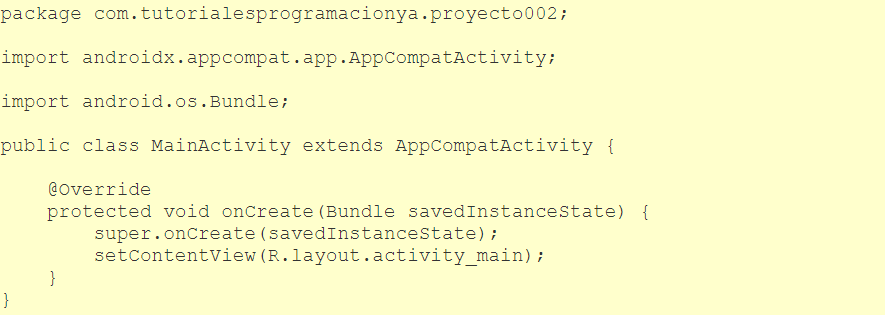 package com.tutorialesprogramacionya.proyecto002;
import androidx.appcompat.app.AppCompatActivity;
import android.os.Bundle;
public class MainActivity extends AppCompatActivity {
@Override
protected void onCreate(Bundle savedInstanceState) {
super.onCreate(savedInstanceState);
setContentView(R.layout.activity_main);
}
}